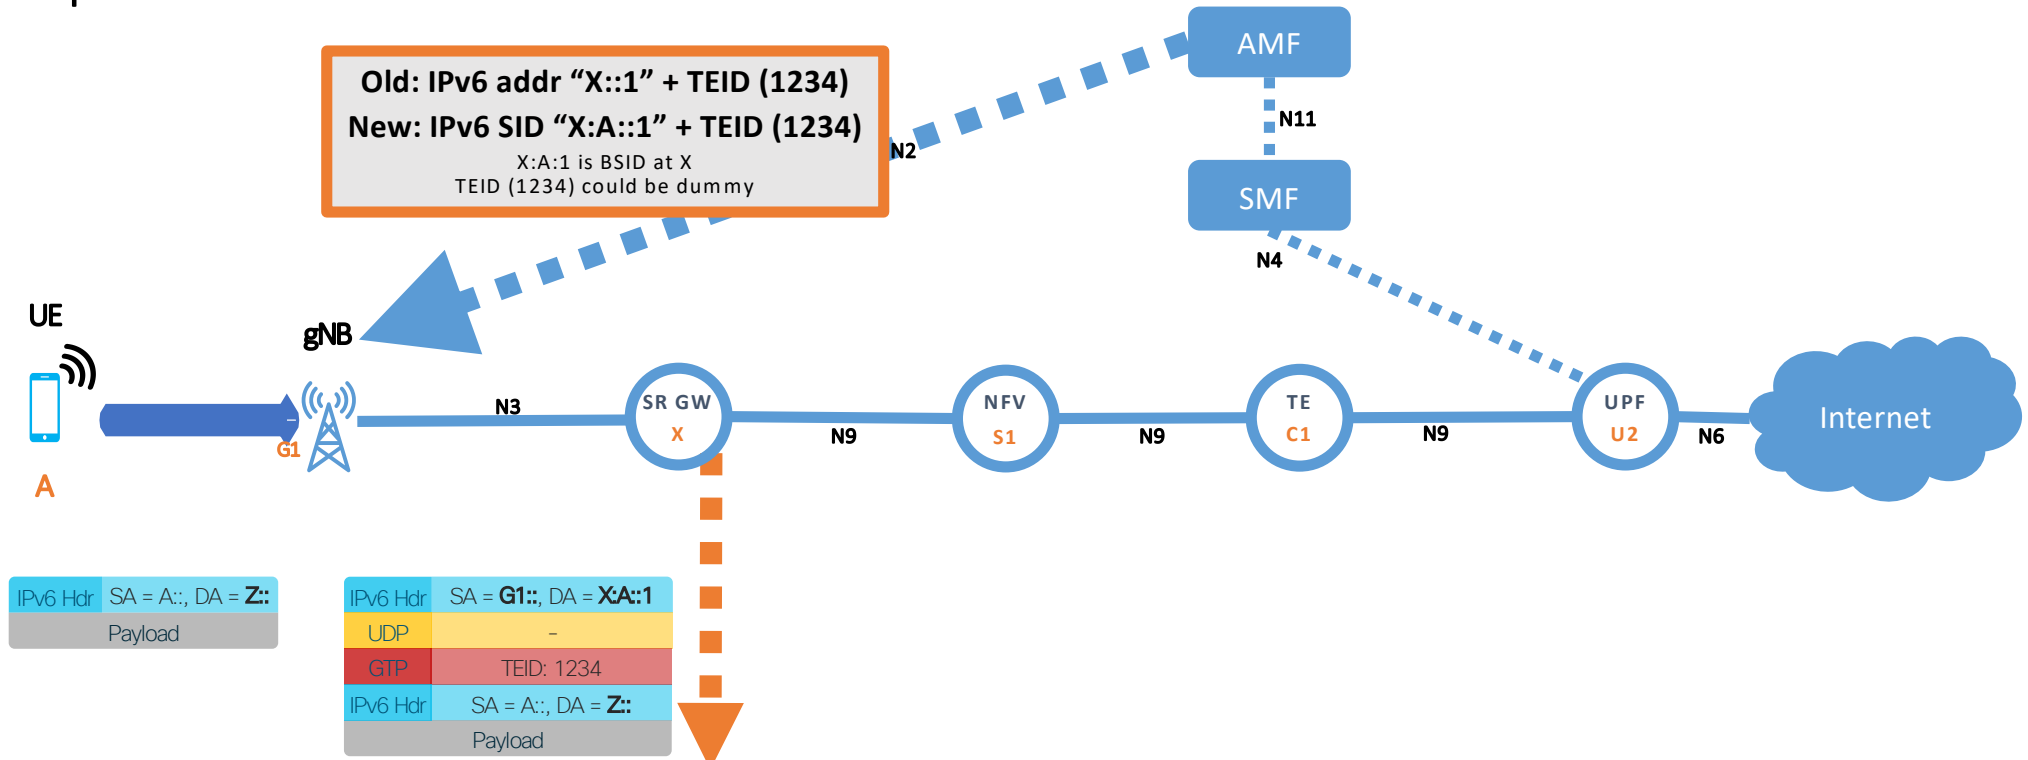 AMF
Old: IPv6 addr “X::1” + TEID (1234)
New: IPv6 SID “X:A::1” + TEID (1234)
X:A:1 is BSID at X
TEID (1234) could be dummy
N2
N11
SMF
N4
UE
gNB
A
G1
N3
SR GW
X
N9
NFV
S1
N9
TE
C1
N9
UPF
U2
N6
Internet
IPv6 Hdr SA = A::, DA = Z::
Payload
IPv6 Hdr SA = G1::, DA = X:A::1
UDP -
GTP TEID: 1234
IPv6 Hdr SA = A::, DA = Z::
Payload